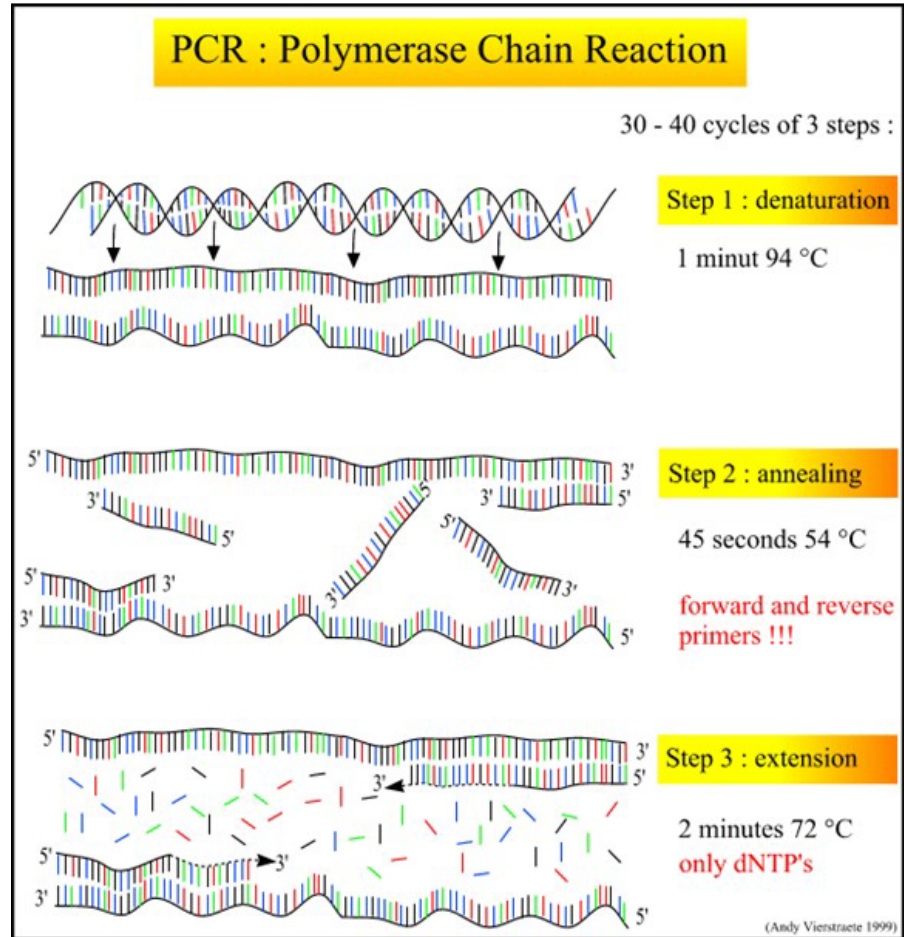 PCR : Polymerase Chain Reaction
30 - 40 cycles of 3 steps :
Step 1 : denaturation
1 minut 94 °C
5'
3'
Step 2 : annealing
3'
5'
3'
5'
5'
45 seconds 54 °C
5'
3'
3'
3'
3'
forward and reverse
primers !!!
5'
5'
3'
Step 3 : extension
3'
5'
2 minutes 72 °C
5'
3'
only dNTP's
3'
5'
(Andy Vierstraete 1999)